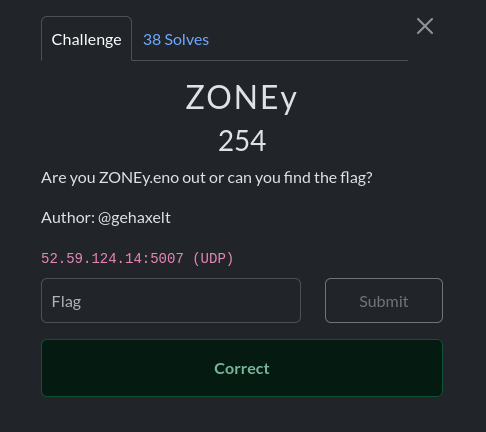 Challenge
38 Solves
ZONEy
254
Are you ZONEy.eno out or can you find the flag?
Author: @gehaxelt
52.59.124.14:5007 (UDP)
Flag
Submit
Correct